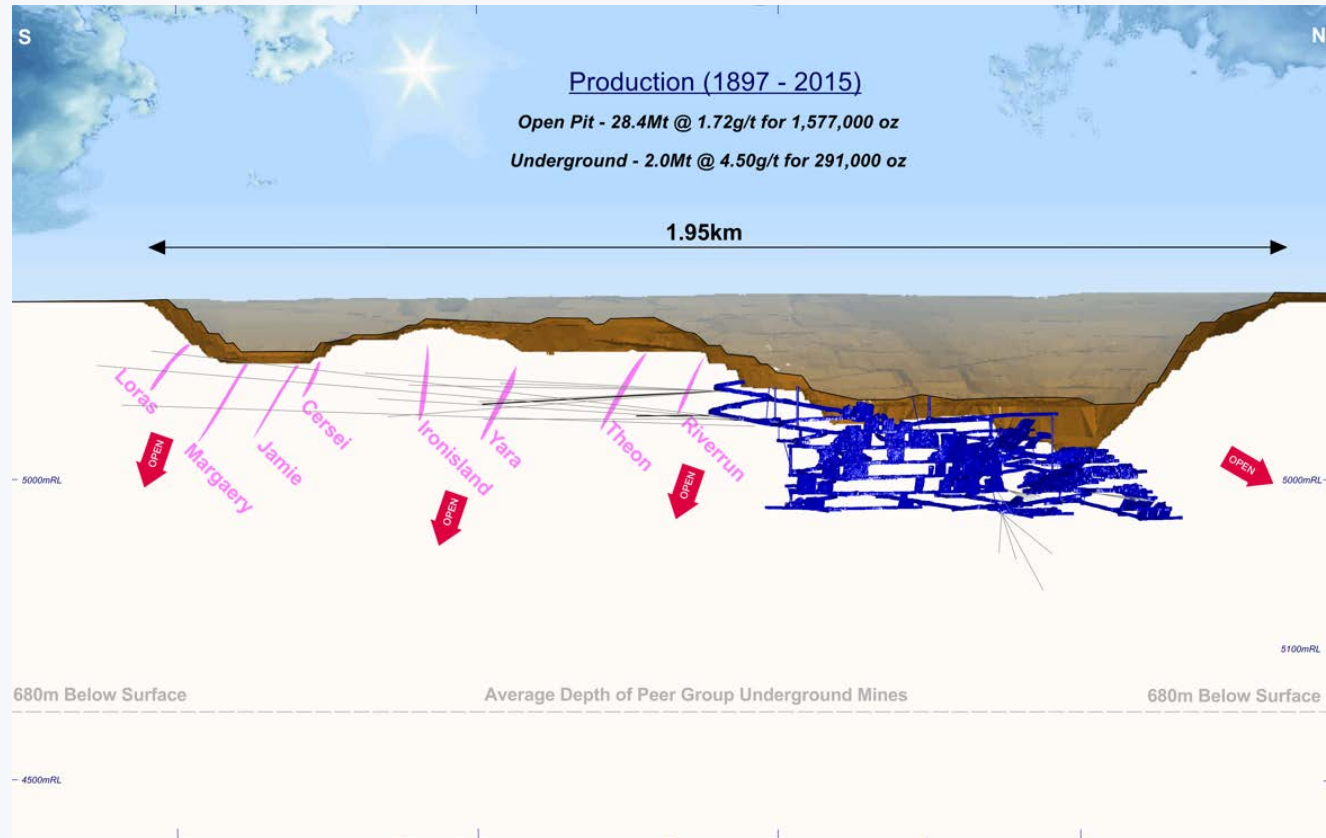 S
N
Production (1897 - 2015)
Open Pit - 28.4Mt @ 1.72g/t for 1,577,000 oz
Underground - 2.0Mt @ 4.50g/t for 291,000 oz
1.95km
Loras
Margaery
Jamie
Cersei
Ironisland
Yara
Theon
Riverrun
OPEN
OPEN
OPEN
OPEN
5000mRL
5000mRL
5100mRL
680m Below Surface
Average Depth of Peer Group Underground Mines
680m Below Surface
4500mRL